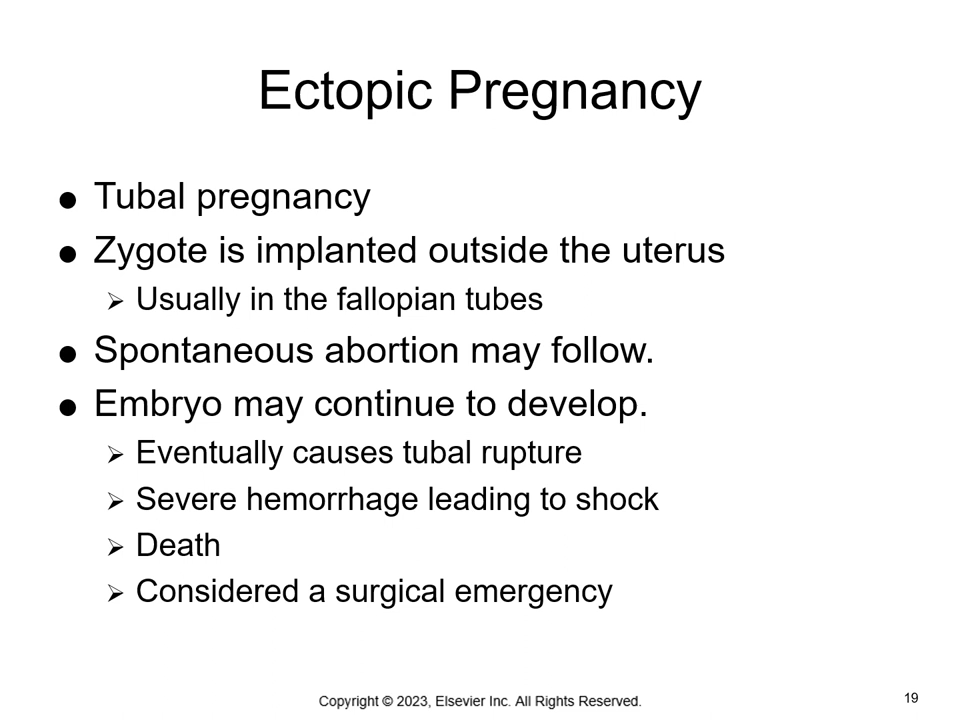 Ectopic Pregnancy
● Tubal pregnancy
● Zygote is implanted outside the uterus
➢ Usually in the fallopian tubes
● Spontaneous abortion may follow.
● Embryo may continue to develop.
➢ Eventually causes tubal rupture
➢ Severe hemorrhage leading to shock
➢ Death
➢ Considered a surgical emergency
Copyright © 2023, Elsevier Inc. All Rights Reserved.
19